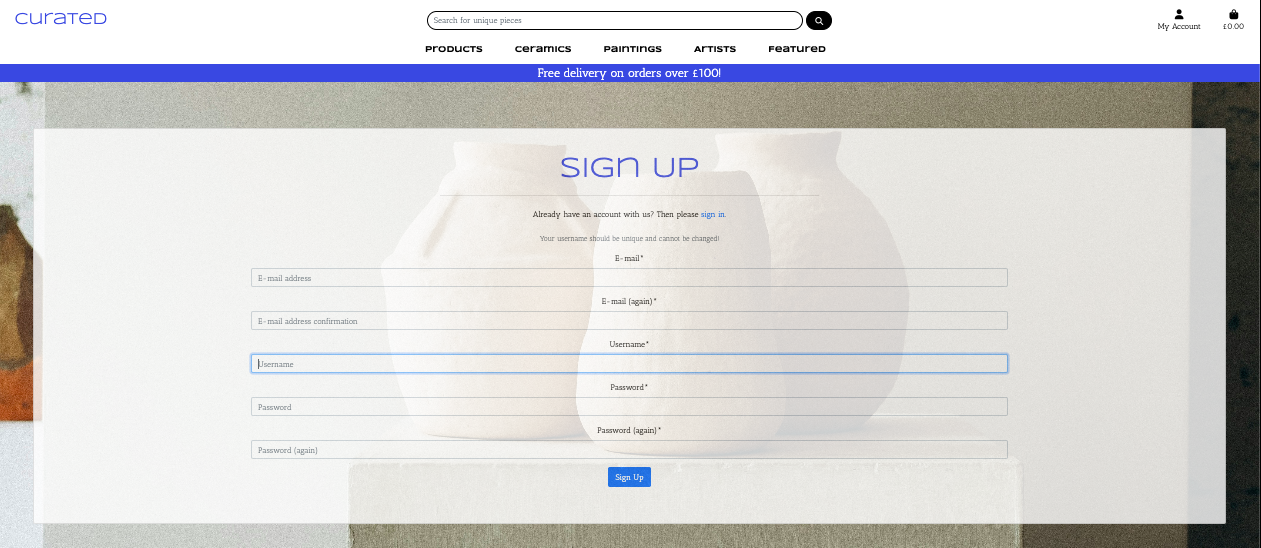 curated
Search for unique pieces
My Account
£0.00
Products Ceramics Paintings Artists Featured
Free delivery on orders over £100!
Sign Up
Already have an account with us? Then please sign in.
Your username should be unique and cannot be changed!
E-mail*
E-mail address
E-mail (again)*
E-mail address confirmation
Username*
Username
Password*
Password
Password (again)*
Password (again)
Sign Up